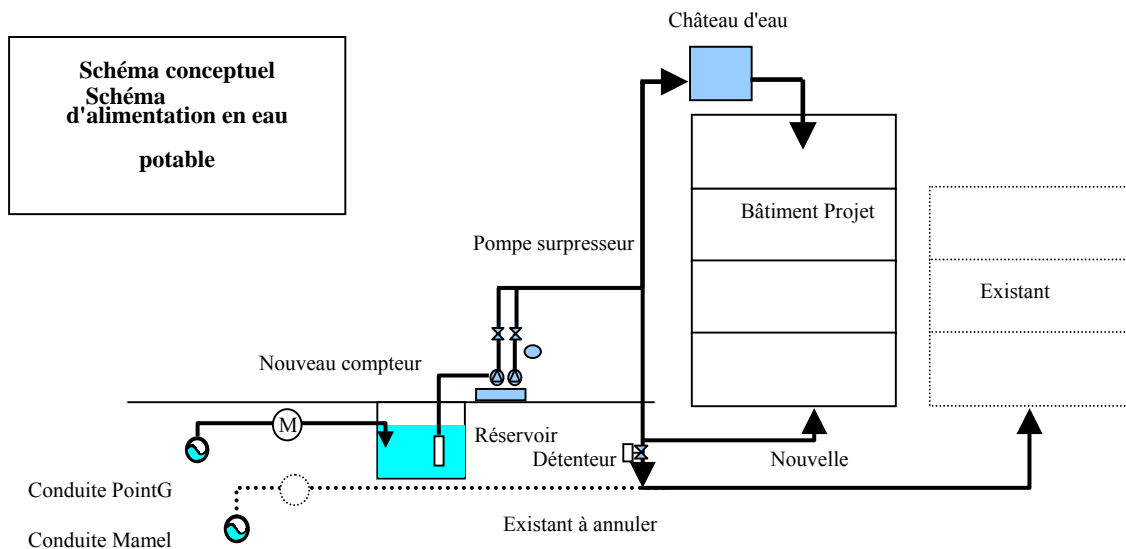 Château d'eau
Schéma conceptuel
Schéma
d'alimentation en eau
potable
Bâtiment Projet
Pompe surpresseur
Existant
Nouveau compteur
M
Réservoir
Détenteur
Nouvelle
Conduite PointG
Existant à annuler
Conduite Mamel